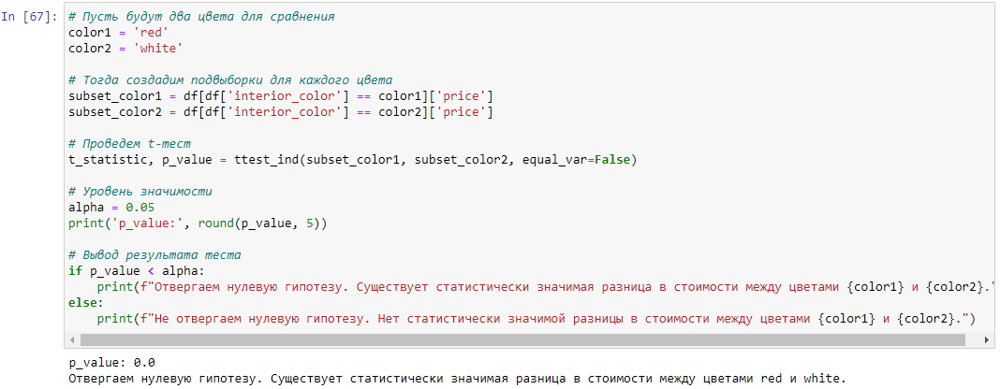 In [67]:
# Пусть будут два цвета для сравнения
color1 = 'red'
color2 = 'white'
# Тогда создадим подвыборки для каждого цвета
subset_color1 = df[df['interior_color'] == color1]['price']
subset_color2 = df[df['interior_color'] == color2]['price']
# Проведем t-тест
t_statistic, p_value = ttest_ind(subset_color1, subset_color2, equal_var=False)
# Уровень значимости
alpha = 0.05
print('p_value:', round(p_value, 5))
# Вывод результата теста
if p_value < alpha:
    print(f"Отвергаем нулевую гипотезу. Существует статистически значимая разница в стоимости между цветами {color1} и {color2}."
else:
    print(f"Не отвергаем нулевую гипотезу. Нет статистически значимой разницы в стоимости между цветами {color1} и {color2}.")
p_value: 0.0
Отвергаем нулевую гипотезу. Существует статистически значимая разница в стоимости между цветами red и white.